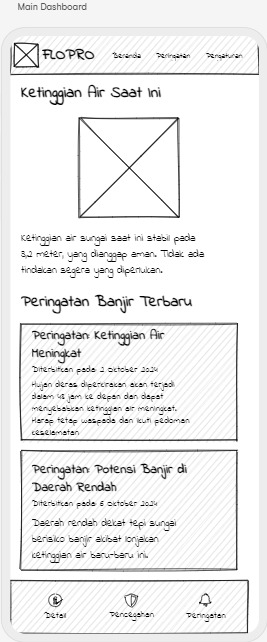 Main Dashboard
FLOPRO
Beranda Peringatan Pengaturan
Ketinggian Air Saat Ini
Ketinggian air sungai saat ini stabil pada
3,2 meter, yang dianggap aman. Tidak ada
tindakan segera yang diperlukan.
Peringatan Banjir Terbaru
Peringatan: Ketinggian Air
Meningkat
Diterbitkan pada: 2 Oktober 2024
Hujan deras diperkirakan akan terjadi
dalam 48 jam ke depan dan dapat
menyebabkan ketinggian air meningkat.
Harap tetap waspada dan ikuti pedoman
keselamatan
Peringatan: Potensi Banjir di
Daerah Rendah
Diterbitkan pada: 5 Oktober 2024
Daerah rendah dekat tepi sungai
berisiko banjir akibat lonjakan
ketinggian air baru-baru ini.
Detail Pencegahan Peringatan